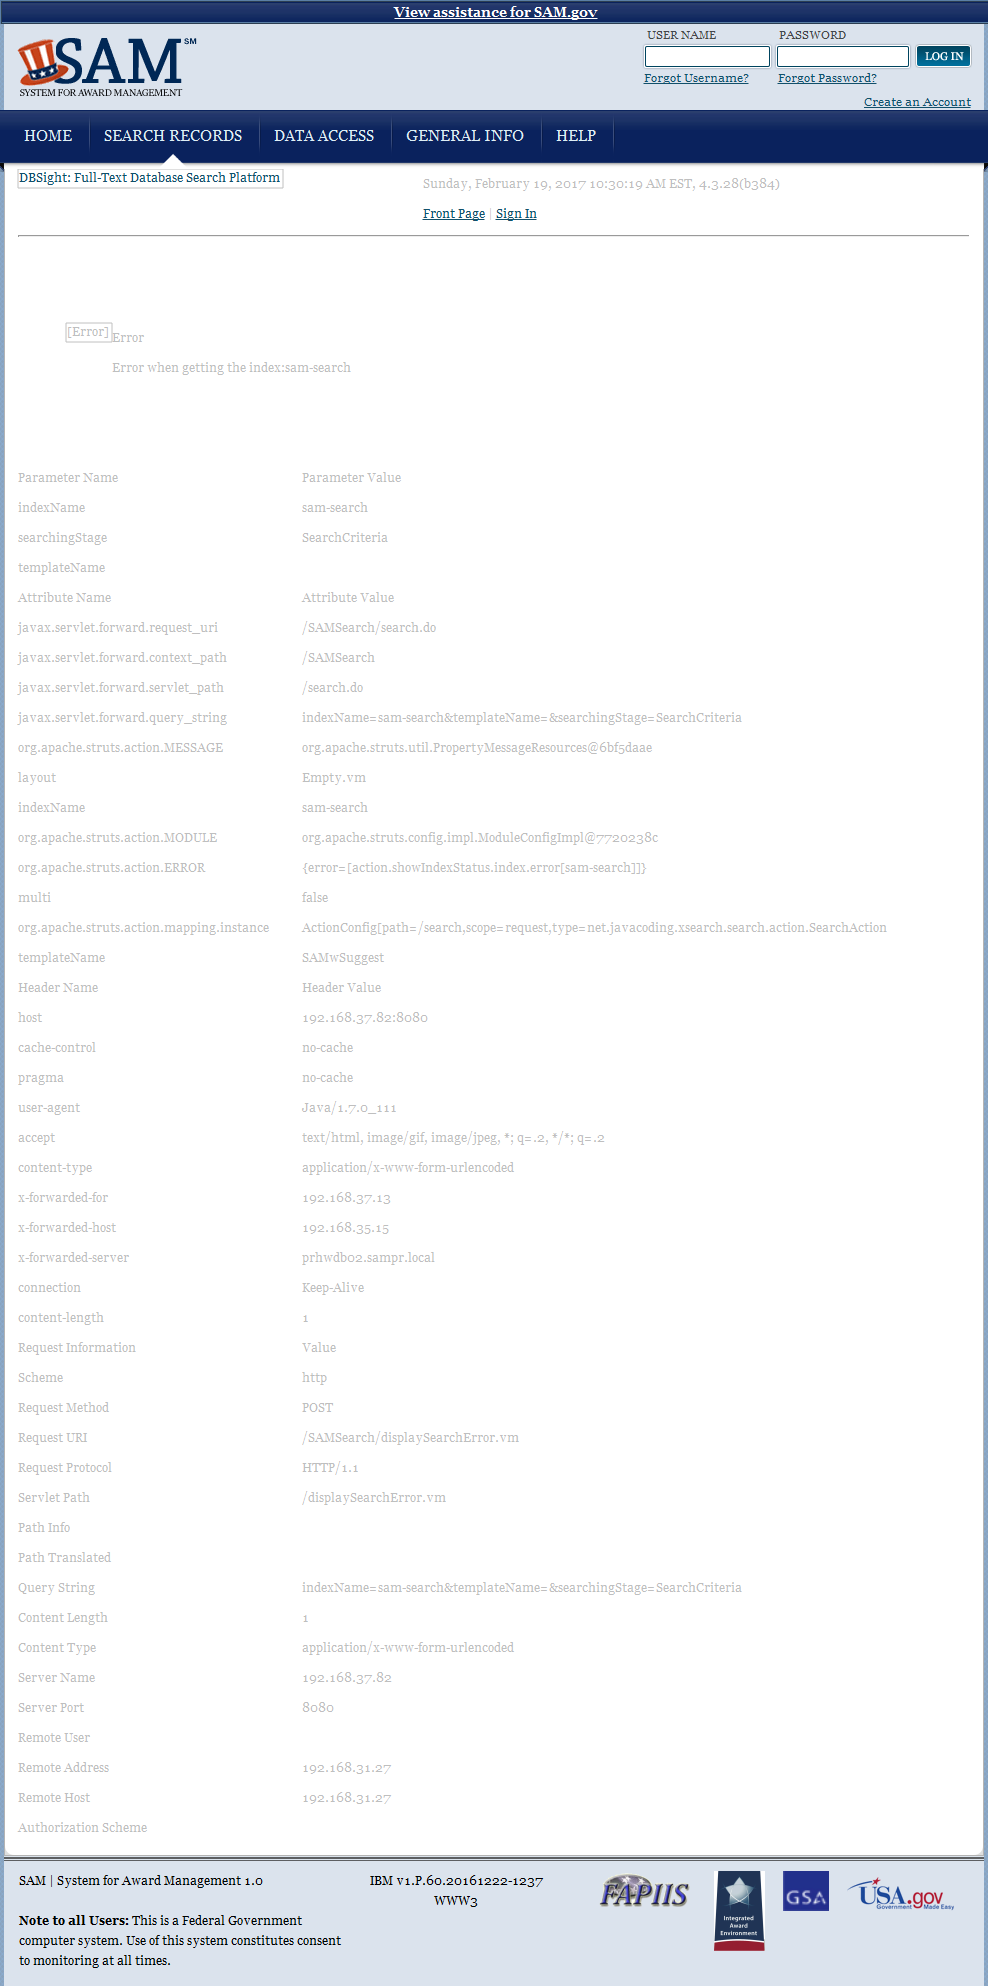 View assistance for SAM.gov
SAM SM
SYSTEM FOR AWARD MANAGEMENT
USER NAME PASSWORD
LOG IN
Forgot Username? Forgot Password?
Create an Account
HOME SEARCH RECORDS DATA ACCESS GENERAL INFO HELP
DBSight: Full-Text Database Search Platform
Sunday, February 19, 2017 10:30:19 AM EST, 4.3.28(b384)
Front Page | Sign In
[Error] Error
Error when getting the index:sam-search
Parameter Name Parameter Value
indexName sam-search
searchingStage SearchCriteria
templateName
Attribute Name Attribute Value
javax.servlet.forward.request_uri /SAMSearch/search.do
javax.servlet.forward.context_path /SAMSearch
javax.servlet.forward.servlet_path /search.do
javax.servlet.forward.query_string indexName=sam-search&templateName=&searchingStage=SearchCriteria
org.apache.struts.action.MESSAGE org.apache.struts.util.PropertyMessageResources@6bf5daae
layout Empty.vm
indexName sam-search
org.apache.struts.action.MODULE org.apache.struts.config.impl.ModuleConfigImpl@7720238c
org.apache.struts.action.ERROR {error=[action.showIndexStatus.index.error[sam-search]]}
multi false
org.apache.struts.action.mapping.instance ActionConfig[path=/search,scope=request,type=net.javacoding.xsearch.search.action.SearchAction
templateName SAMwSuggest
Header Name Header Value
host 192.168.37.82:8080
cache-control no-cache
pragma no-cache
user-agent Java/1.7.0_111
accept text/html, image/gif, image/jpeg, *; q=.2, */*; q=.2
content-type application/x-www-form-urlencoded
x-forwarded-for 192.168.37.13
x-forwarded-host 192.168.35.15
x-forwarded-server prhwdb02.sampr.local
connection Keep-Alive
content-length 1
Request Information Value
Scheme http
Request Method POST
Request URI /SAMSearch/displaySearchError.vm
Request Protocol HTTP/1.1
Servlet Path /displaySearchError.vm
Path Info
Path Translated
Query String indexName=sam-search&templateName=&searchingStage=SearchCriteria
Content Length 1
Content Type application/x-www-form-urlencoded
Server Name 192.168.37.82
Server Port 8080
Remote User
Remote Address 192.168.31.27
Remote Host 192.168.31.27
Authorization Scheme
SAM | System for Award Management 1.0
IBM v1.P.60.20161222-1237
WWW3
Note to all Users: This is a Federal Government
computer system. Use of this system constitutes consent
to monitoring at all times.
FAPIIS
Integrated
Award
Environment
GSA
USA.gov
Government Made Easy